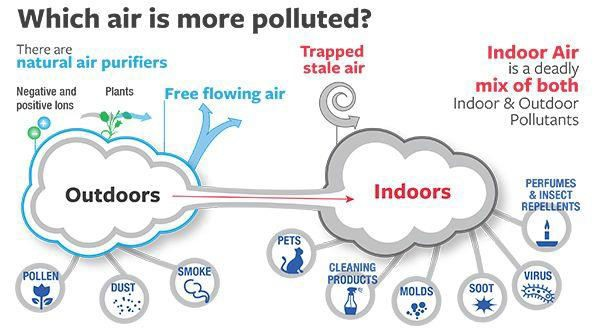 Which air is more polluted?
There are
natural air purifiers
Negative and
positive Ions
Plants
Free flowing air
Trapped
stale air
Indoor Air
is a deadly
mix of both
Indoor & Outdoor
Pollutants
Outdoors
Indoors
POLLEN
DUST
SMOKE
PETS
CLEANING
PRODUCTS
MOLDS
SOOT
VIRUS
PERFUMES
& INSECT
REPELLENTS